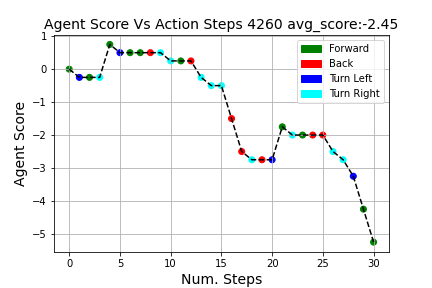 Agent Score Vs Action Steps 4260 avg_score:-2.45
Forward
Back
Turn Left
Turn Right
Agent Score
1
0
−1
−2
−3
−4
−5
0 5 10 15 20 25 30
Num. Steps